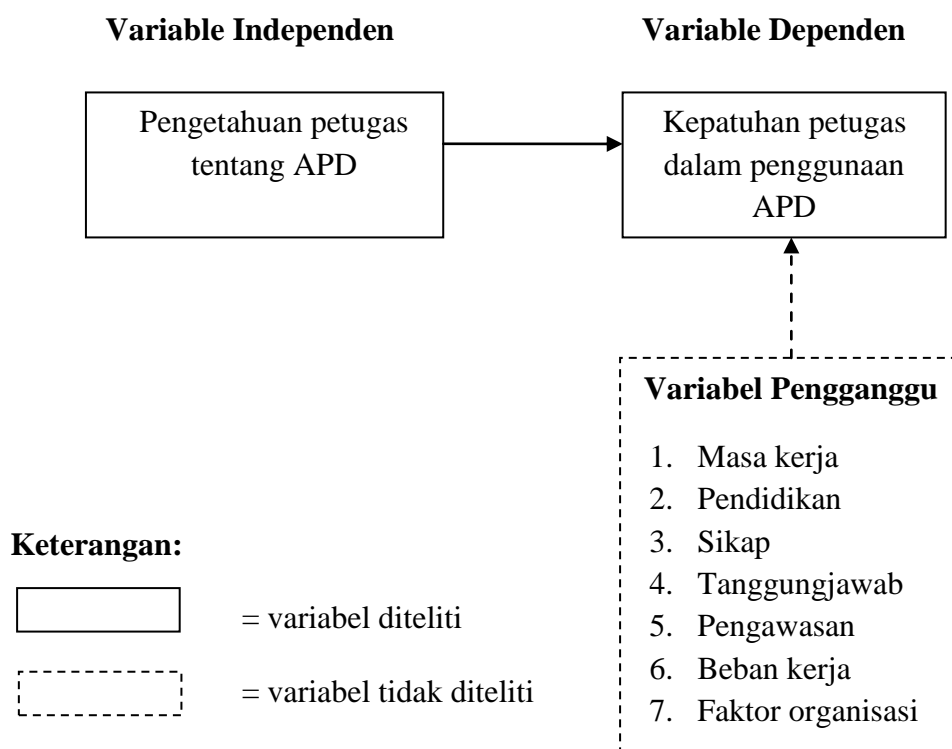 Variable Independen
Variable Dependen
Pengetahuan petugas
tentang APD
Kepatuhan petugas
dalam penggunaan
APD
Variabel Pengganggu
1. Masa kerja
2. Pendidikan
3. Sikap
4. Tanggungjawab
5. Pengawasan
6. Beban kerja
7. Faktor organisasi
Keterangan:
= variabel diteliti
= variabel tidak diteliti